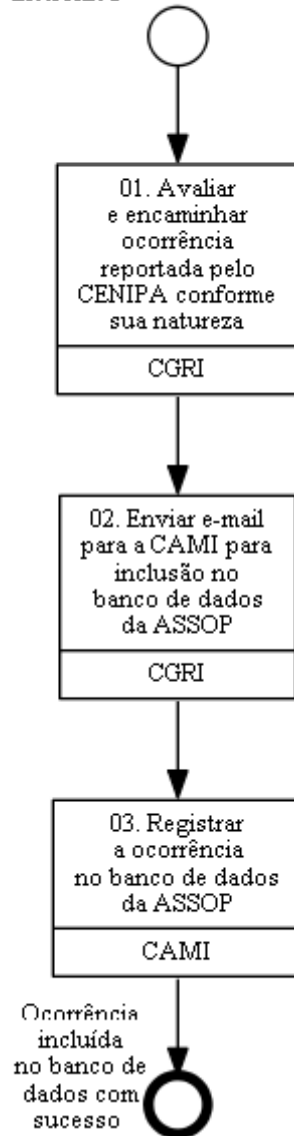 01. Avaliar
e encaminhar
ocorrência
reportada pelo
CENIPA conforme
sua natureza
CGRI
02. Enviar e-mail
para a CAMI para
inclusão no
banco de dados
da ASSOP
CGRI
03. Registrar
a ocorrência
no banco de dados
da ASSOP
CAMI
Ocorrência
incluída
no banco de
dados com
sucesso